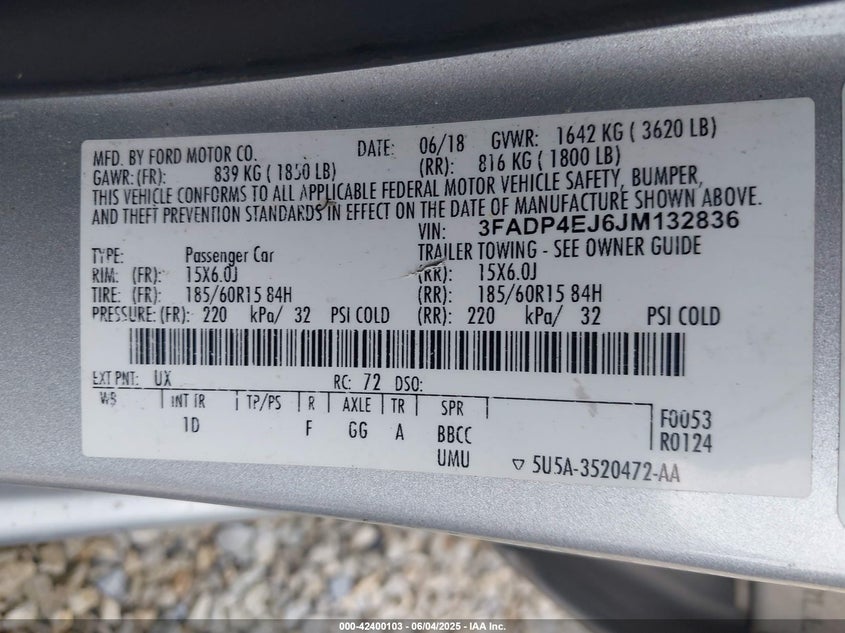 MFD. BY FORD MOTOR CO. DATE: 06/18 GVWR: 1642 KG ( 3620 LB)
GAWR:(FR): 839 KG ( 1850 LB) (RR): 816 KG ( 1800 LB)
THIS VEHICLE CONFORMS TO ALL APPLICABLE FEDERAL MOTOR VEHICLE SAFETY, BUMPER,
AND THEFT PREVENTION STANDARDS IN EFFECT ON THE DATE OF MANUFACTURE SHOWN ABOVE.
VIN: 3FADP4EJ6JM132836
TYPE: Passenger Car TRAILER TOWING - SEE OWNER GUIDE
RIM: (FR): 15X6.0J (RR): 15X6.0J
TIRE: (FR): 185/60R15 84H (RR): 185/60R15 84H
PRESSURE: (FR): 220 kPa/ 32 PSI COLD (RR): 220 kPa/ 32 PSI COLD
EXT PNT: UX RC: 72 DSO:
WB INT TR TP/PS R AXLE TR SPR F0053
1D F GG A BBCC R0124
UMU ▽ 5U5A-3520472-AA
000-42400103 - 06/04/2025 - IAA Inc.